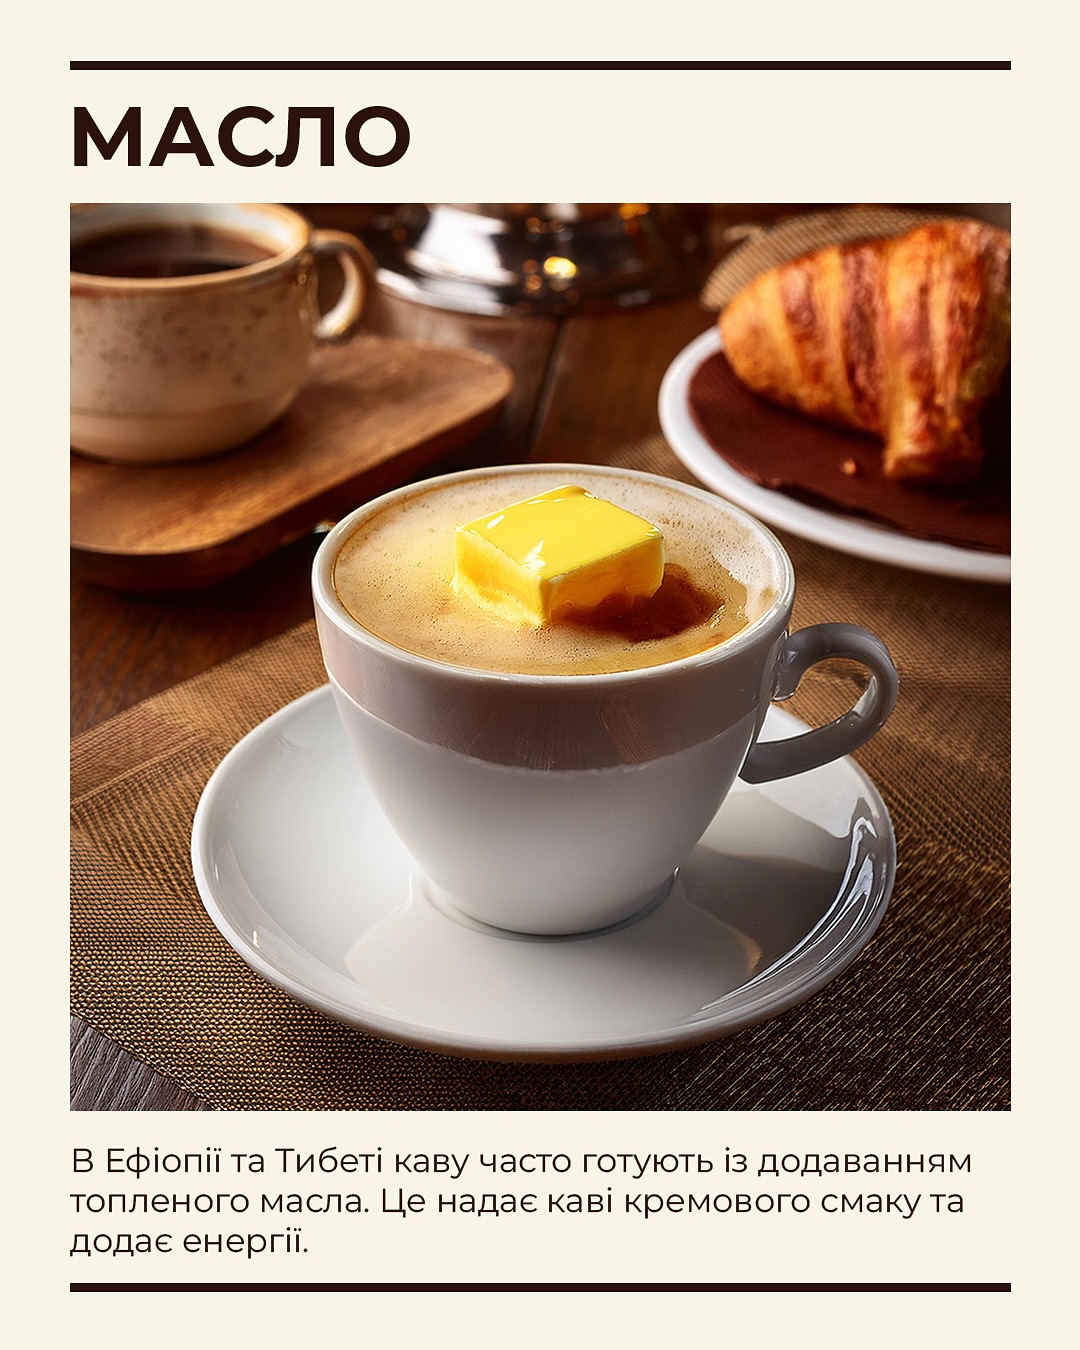 МАСЛО
В Ефіопії та Тибеті каву часто готують із додаванням
топленого масла. Це надає каві кремового смаку та
додає енергії.